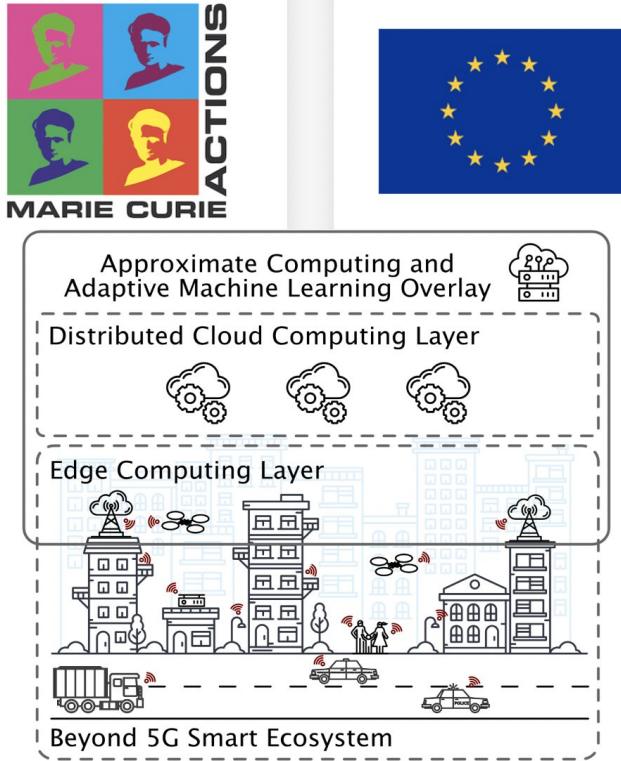 ACTIONS
MARIE CURIE
Approximate Computing and
Adaptive Machine Learning Overlay
Distributed Cloud Computing Layer
Edge Computing Layer
POLICE
Beyond 5G Smart Ecosystem